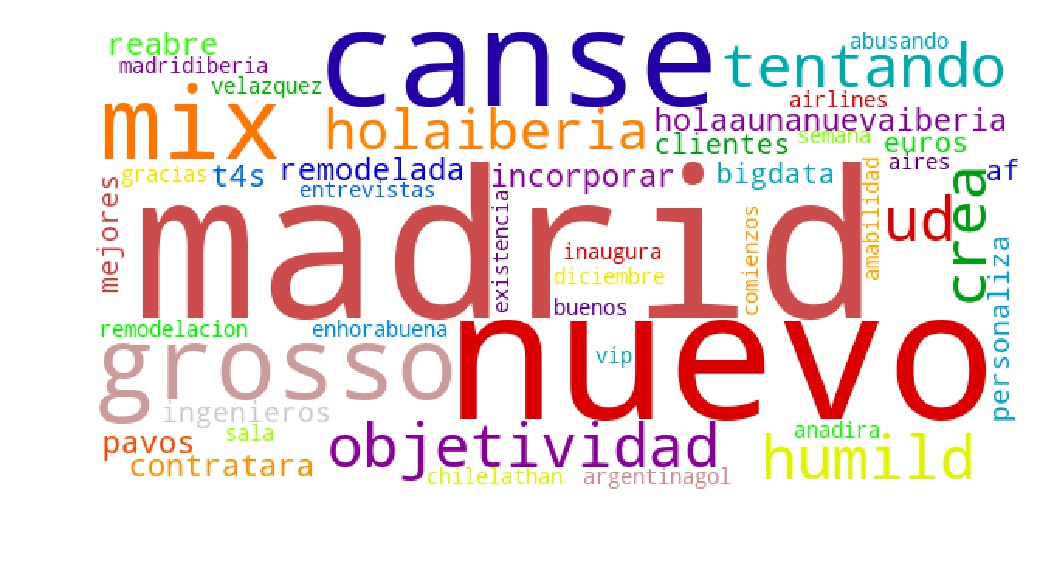 reabre
canse
tentando
abusando
madridiberia
velazquez
mix
holaiberia
airlines
holaaunanuevaiberia
clientes
semana
euros
gracias
t4s
remodelada
entrevistas
incorporar
bigdata
aires
af
mejores
madrid
existencia
inaugura
diciembre
buenos
comienzos
amabilidad
ud
crea
personaliza
remodelacion
enhorabuena
grosso
nuevo
vip
ingenieros
pavos
sala
contratara
objetividad
anadira
humild
chilelathan
argentinagol